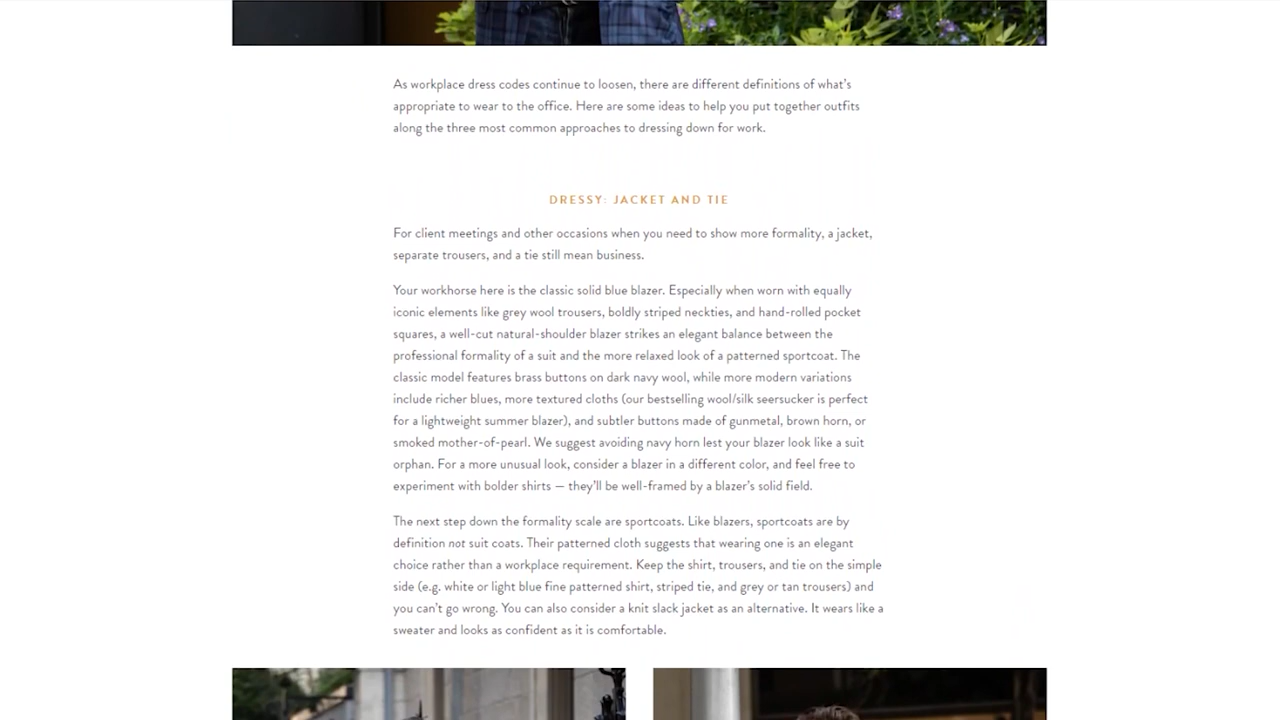 As workplace dress codes continue to loosen, there are different definitions of what's
appropriate to wear to the office. Here are some ideas to help you put together outfits
along the three most common approaches to dressing down for work.
DRESSY: JACKET AND TIE
For client meetings and other occasions when you need to show more formality, a jacket,
separate trousers, and a tie still mean business.
Your workhorse here is the classic solid blue blazer. Especially when worn with equally
iconic elements like grey wool trousers, boldly striped neckties, and hand-rolled pocket
squares, a well-cut natural-shoulder blazer strikes an elegant balance between the
professional formality of a suit and the more relaxed look of a patterned sportcoat. The
classic model features brass buttons on dark navy wool, while more modern variations
include richer blues, more textured cloths (our bestselling wool/silk seersucker is perfect
for a lightweight summer blazer), and subtler buttons made of gunmetal, brown horn, or
smoked mother-of-pearl. We suggest avoiding navy horn lest your blazer look like a suit
orphan. For a more unusual look, consider a blazer in a different color, and feel free to
experiment with bolder shirts — they'll be well-framed by a blazer's solid field.
The next step down the formality scale are sportcoats. Like blazers, sportcoats are by
definition not suit coats. Their patterned cloth suggests that wearing one is an elegant
choice rather than a workplace requirement. Keep the shirt, trousers, and tie on the simple
side (e.g. white or light blue fine patterned shirt, striped tie, and grey or tan trousers) and
you can't go wrong. You can also consider a knit slack jacket as an alternative. It wears like a
sweater and looks as confident as it is comfortable.